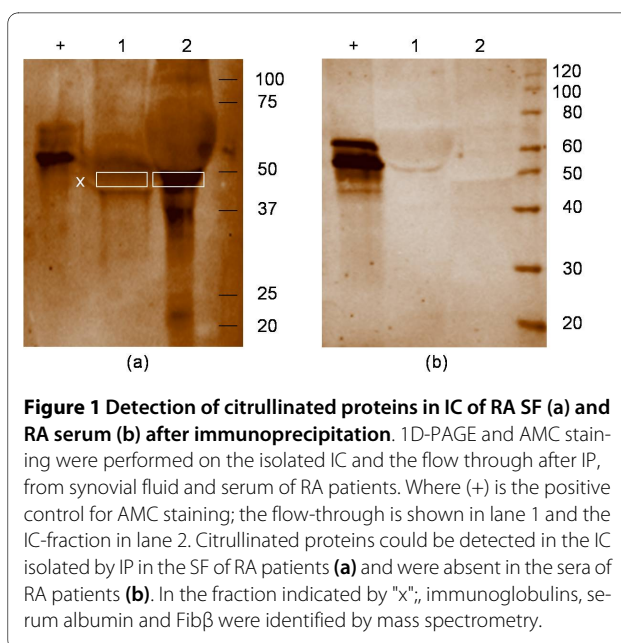 + 1 2
100
75
50
x
37
25
20
(a)
+ 1 2
120
100
80
60
50
40
30
20
(b)
Figure 1 Detection of citrullinated proteins in IC of RA SF (a) and
RA serum (b) after immunoprecipitation. 1D-PAGE and AMC stain-
ing were performed on the isolated IC and the flow through after IP,
from synovial fluid and serum of RA patients. Where (+) is the positive
control for AMC staining; the flow-through is shown in lane 1 and the
IC-fraction in lane 2. Citrullinated proteins could be detected in the IC
isolated by IP in the SF of RA patients (a) and were absent in the sera of
RA patients (b). In the fraction indicated by "x";, immunoglobulins, se-
rum albumin and Fibβ were identified by mass spectrometry.